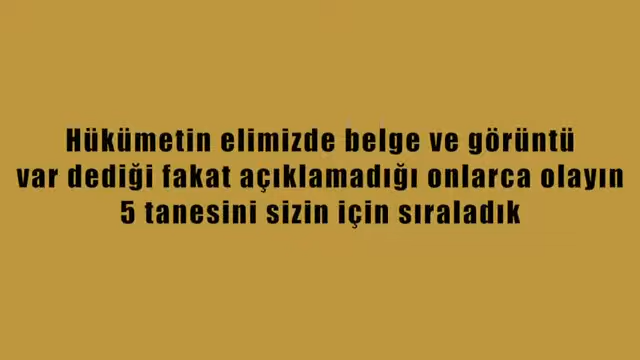 Hükümetin elimizde belge ve görüntü
var dediği fakat açıklamadığı onlarca olayın
5 tanesini sizin için sıraladık